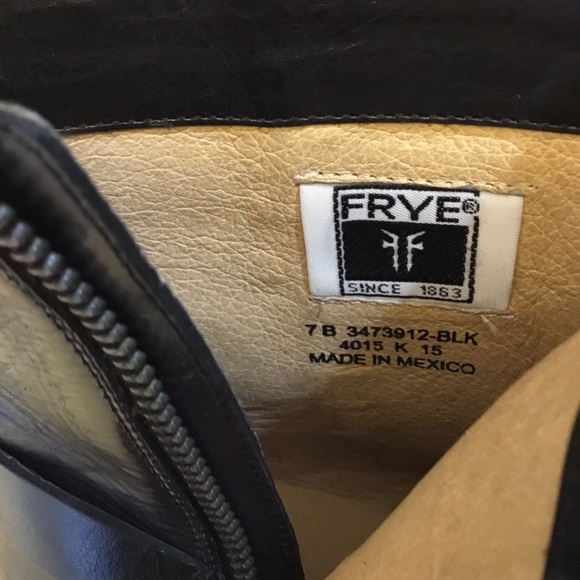 FRYE®
SINCE 1863
7 B 3473912-BLK
4015 K 15
MADE IN MEXICO